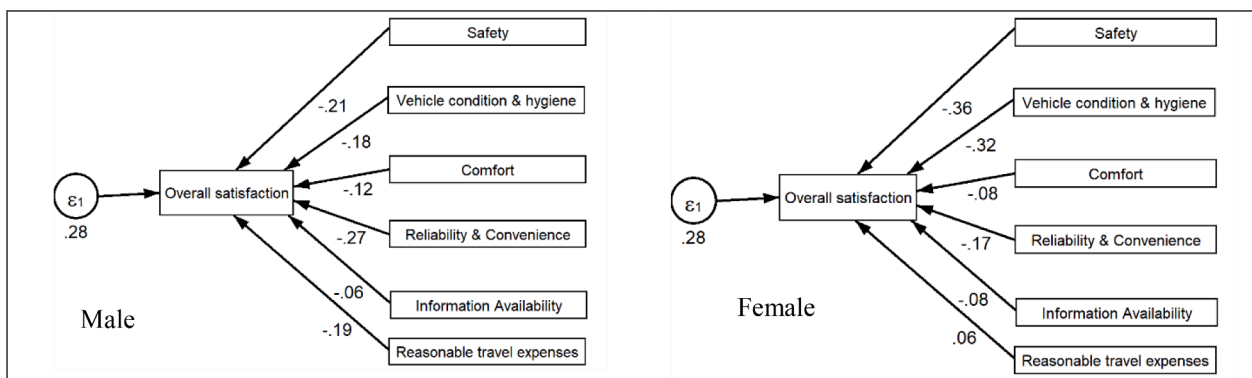 Safety
-.21
Vehicle condition & hygiene
-.18
Comfort
-.12
Overall satisfaction
ε1
.28
-.27
Reliability & Convenience
-.06
Information Availability
Male
-.19
Reasonable travel expenses
Safety
-.36
Vehicle condition & hygiene
-.32
Comfort
-.08
Overall satisfaction
ε1
.28
-.17
Reliability & Convenience
-.08
Information Availability
Female
.06
Reasonable travel expenses